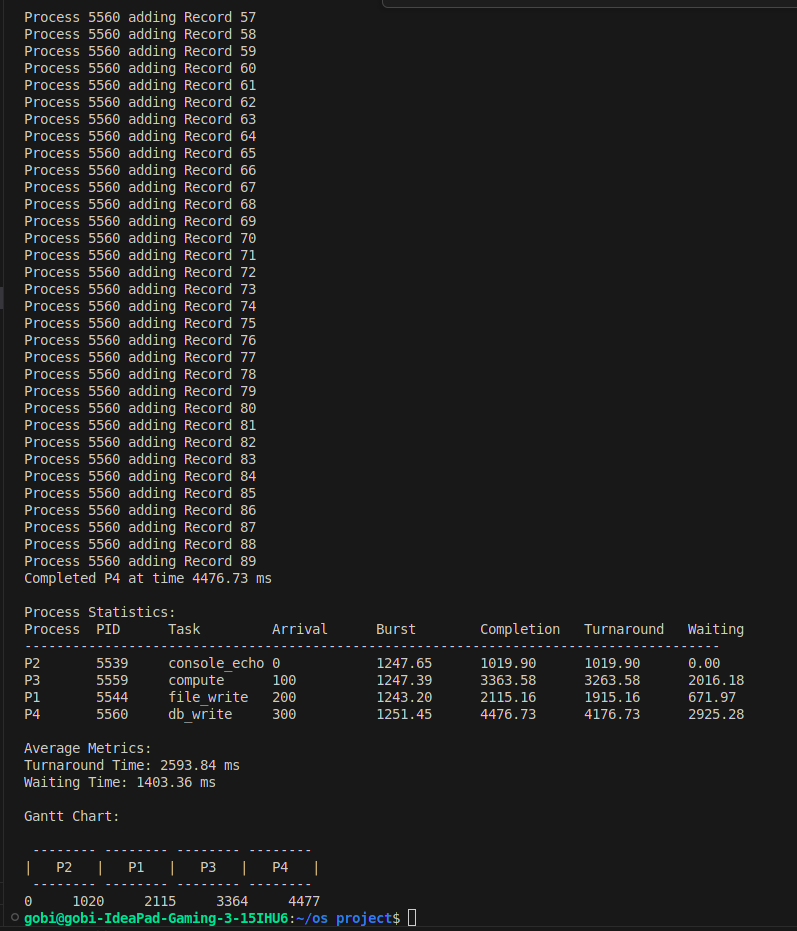 Process 5560 adding Record 57
Process 5560 adding Record 58
Process 5560 adding Record 59
Process 5560 adding Record 60
Process 5560 adding Record 61
Process 5560 adding Record 62
Process 5560 adding Record 63
Process 5560 adding Record 64
Process 5560 adding Record 65
Process 5560 adding Record 66
Process 5560 adding Record 67
Process 5560 adding Record 68
Process 5560 adding Record 69
Process 5560 adding Record 70
Process 5560 adding Record 71
Process 5560 adding Record 72
Process 5560 adding Record 73
Process 5560 adding Record 74
Process 5560 adding Record 75
Process 5560 adding Record 76
Process 5560 adding Record 77
Process 5560 adding Record 78
Process 5560 adding Record 79
Process 5560 adding Record 80
Process 5560 adding Record 81
Process 5560 adding Record 82
Process 5560 adding Record 83
Process 5560 adding Record 84
Process 5560 adding Record 85
Process 5560 adding Record 86
Process 5560 adding Record 87
Process 5560 adding Record 88
Process 5560 adding Record 89
Completed P4 at time 4476.73 ms

Process Statistics:
Process  PID      Task         Arrival      Burst        Completion   Turnaround   Waiting
---------------------------------------------------------------------------------------
P2       5539     console_echo 0            1247.65      1019.90      1019.90      0.00
P3       5559     compute      100          1247.39      3363.58      3263.58      2016.18
P1       5544     file_write   200          1243.20      2115.16      1915.16      671.97
P4       5560     db_write     300          1251.45      4476.73      4176.73      2925.28

Average Metrics:
Turnaround Time: 2593.84 ms
Waiting Time: 1403.36 ms

Gantt Chart:

 -------- -------- -------- --------
|   P2   |   P1   |   P3   |   P4   |
 -------- -------- -------- --------
0     1020     2115     3364     4477
gobi@gobi-IdeaPad-Gaming-3-15IHU6:~/os project$